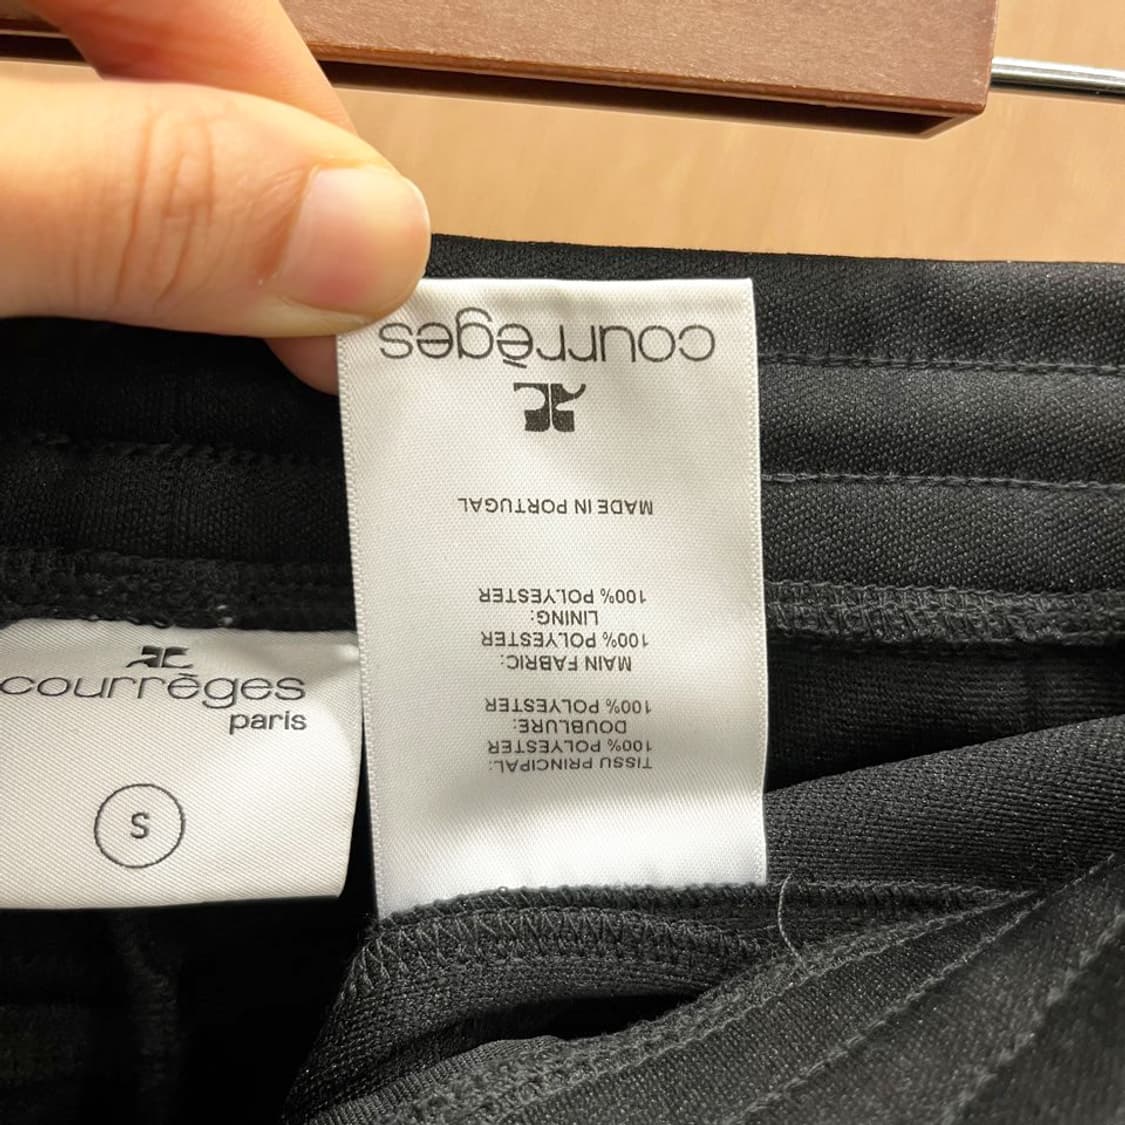 courrèges
MADE IN PORTUGAL
TISSU PRINCIPAL:
100% POLYESTER
DOUBLURE:
100% POLYESTER
MAIN FABRIC:
100% POLYESTER
LINING:
100% POLYESTER
courrèges
paris
S